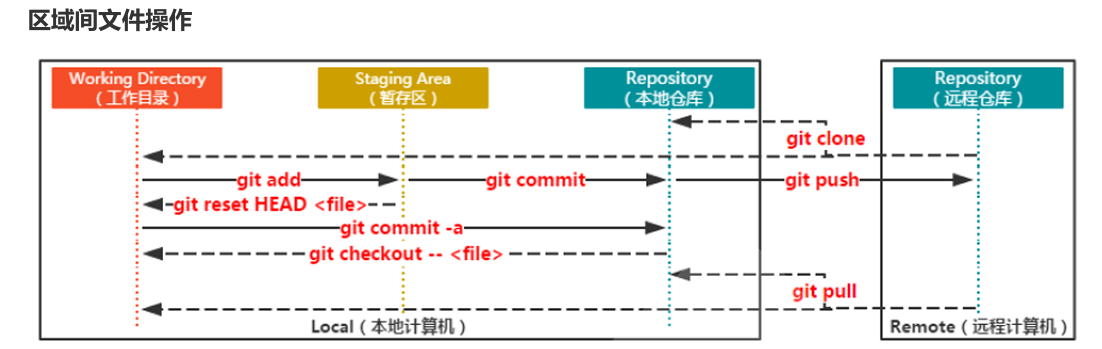 区域间文件操作
Working Directory
（工作目录）
Staging Area
（暂存区）
Repository
（本地仓库）
Repository
（远程仓库）
git clone
git add
git commit
git push
git reset HEAD <file>
git commit -a
git checkout -- <file>
git pull
Local（本地计算机）
Remote（远程计算机）